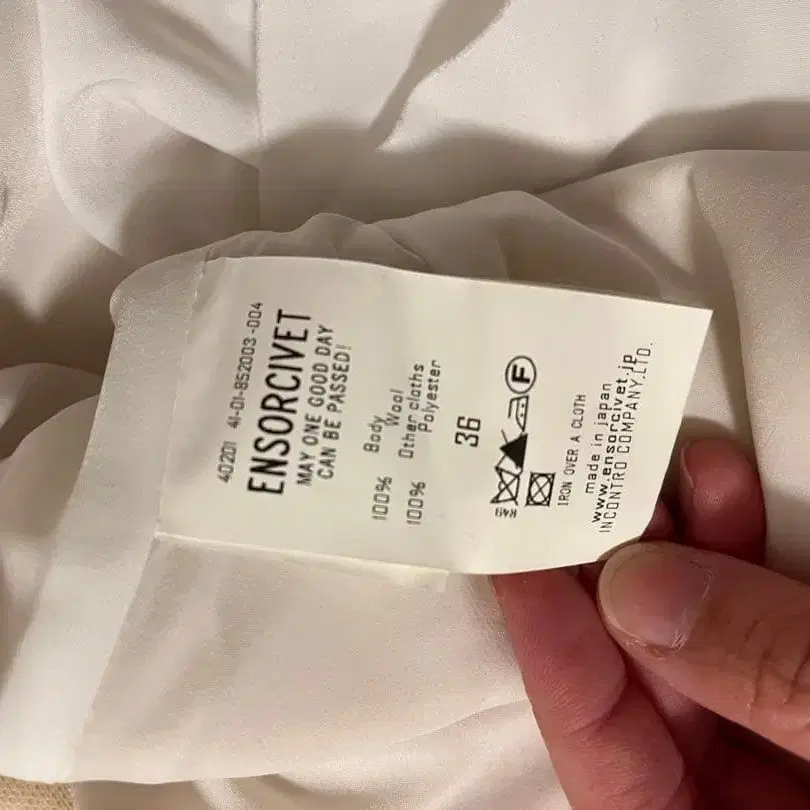 40201 41-01-852003-004
ENSORCIVET
MAY ONE GOOD DAY
CAN BE PASSED!
Body
100% Wool
Other cloths
100% Polyester
36
F
IRON OVER A CLOTH
made in japan
www.ensorcivet.jp
INCONTRO COMPANY.LTD.